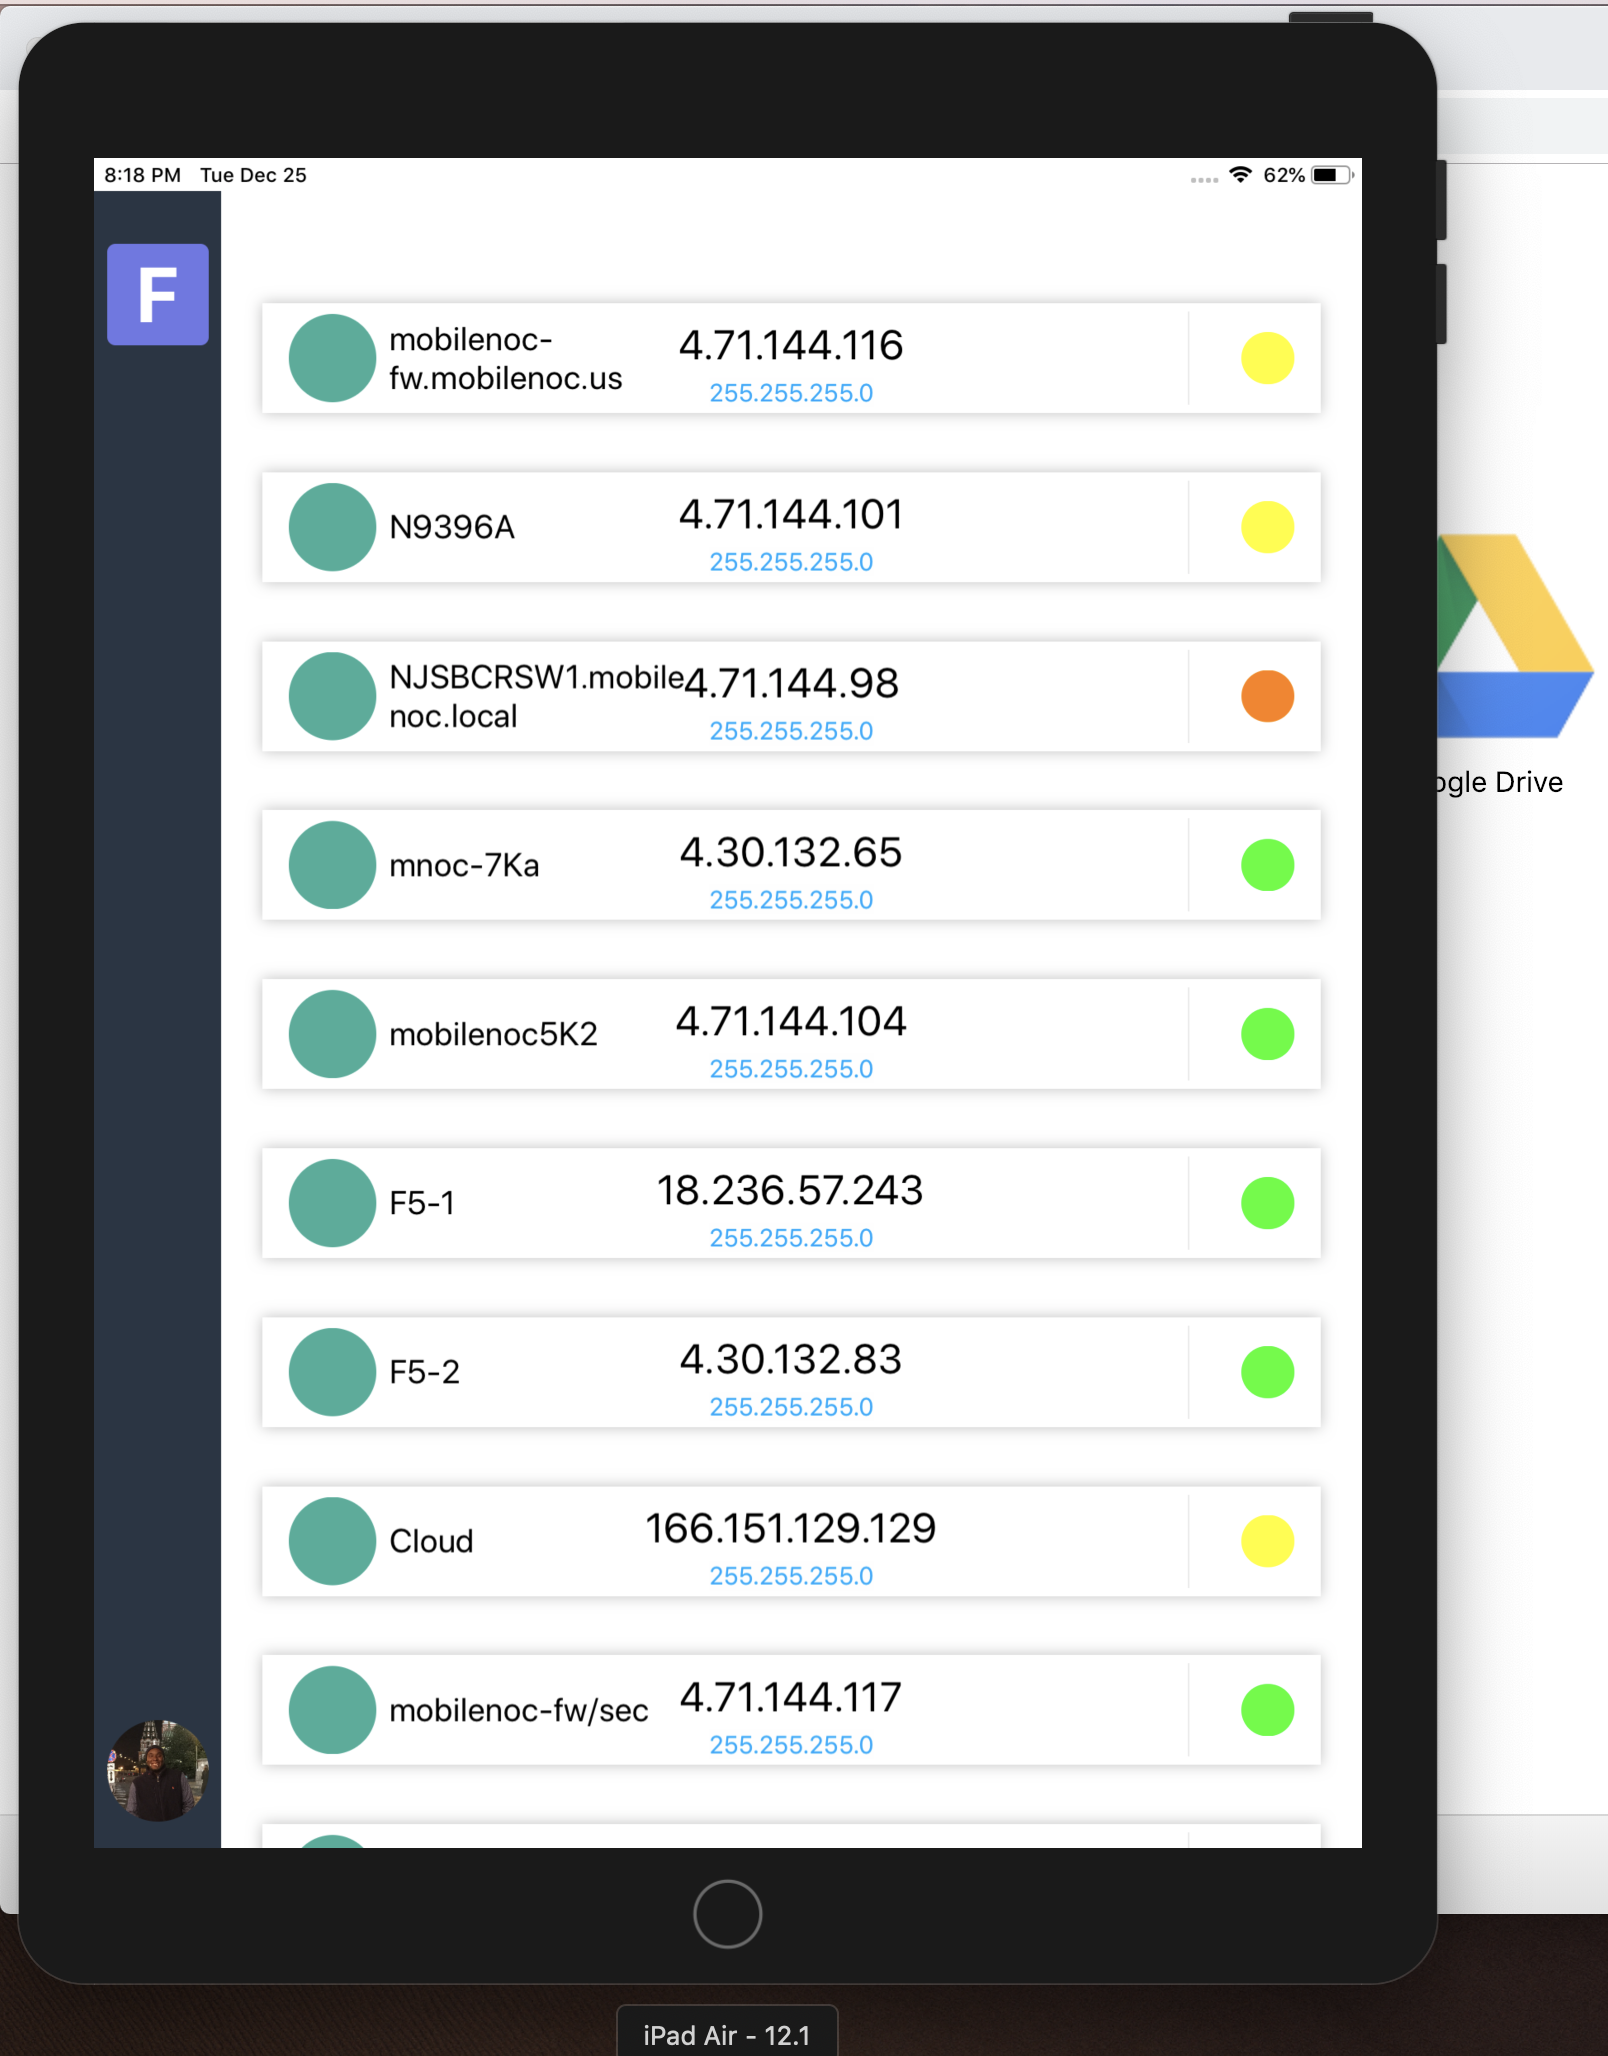 8:18 PM Tue Dec 25
62%
F
mobilenoc-
fw.mobilenoc.us
4.71.144.116
255.255.255.0
N9396A
4.71.144.101
255.255.255.0
NJSBCRSW1.mobile
noc.local
4.71.144.98
255.255.255.0
mnoc-7Ka
4.30.132.65
255.255.255.0
mobilenoc5K2
4.71.144.104
255.255.255.0
F5-1
18.236.57.243
255.255.255.0
F5-2
4.30.132.83
255.255.255.0
Cloud
166.151.129.129
255.255.255.0
mobilenoc-fw/sec
4.71.144.117
255.255.255.0
ogle Drive
iPad Air - 12.1